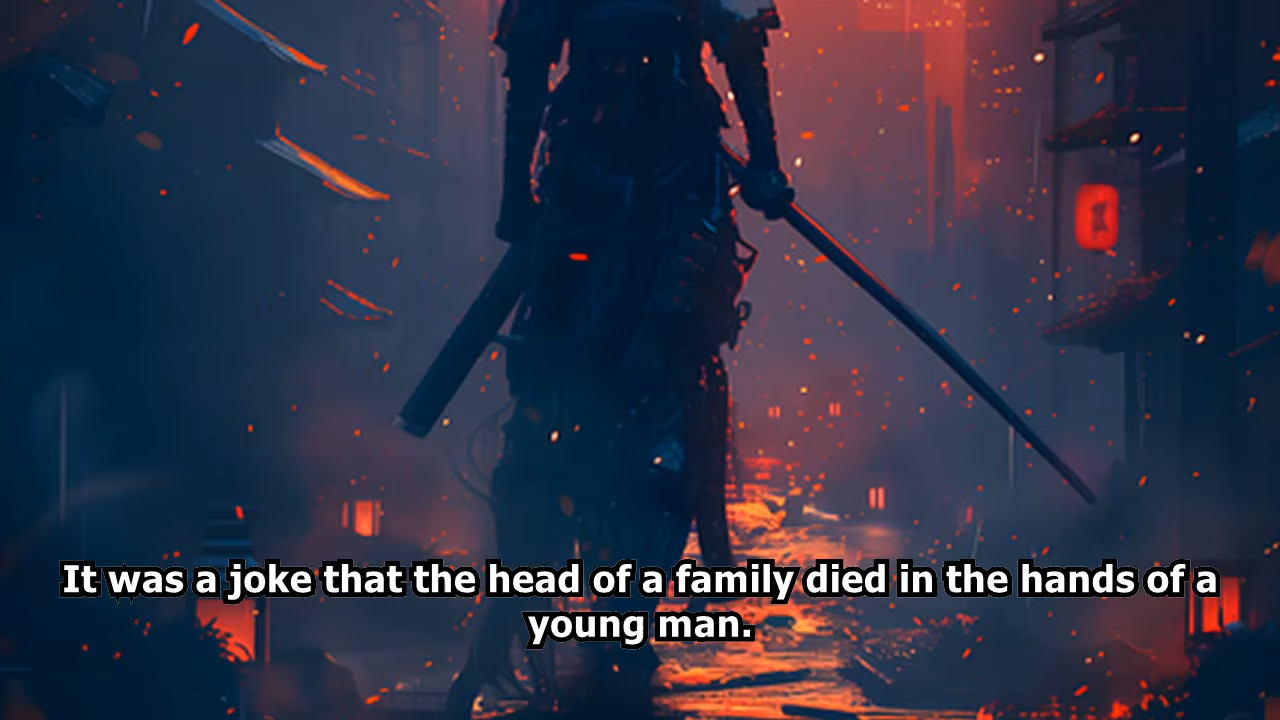 It was a joke that the head of a family died in the hands of a
young man.